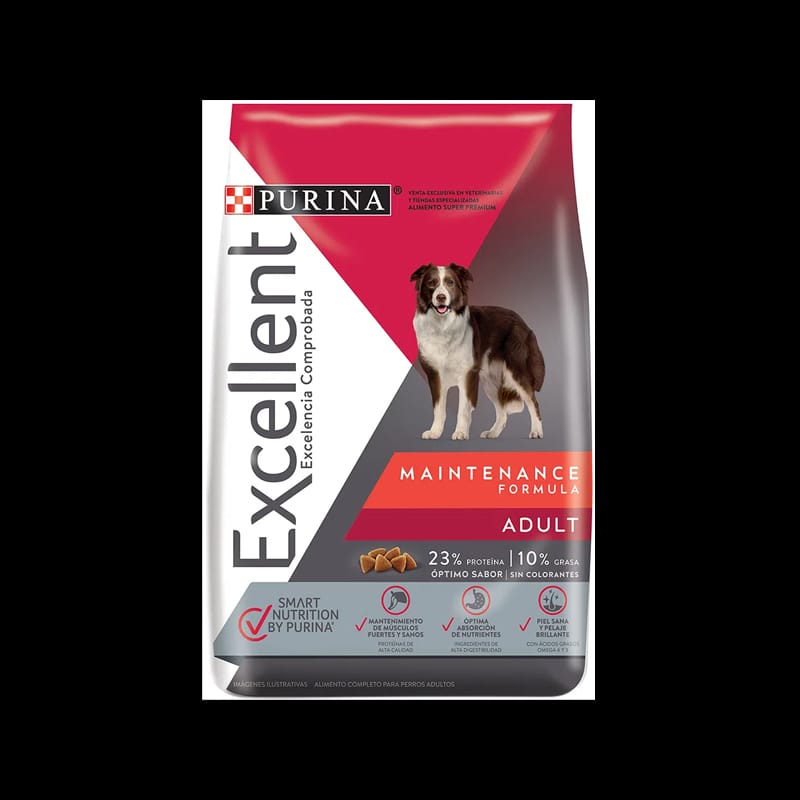 PURINA®
VENTA EXCLUSIVA EN VETERINARIAS
Y TIENDAS ESPECIALIZADAS
ALIMENTO SUPER PREMIUM
Excellent
Excelencia Comprobada
MAINTENANCE
FORMULA
ADULT
23% PROTEÍNA | 10% GRASA
ÓPTIMO SABOR | SIN COLORANTES
SMART
NUTRITION
BY PURINA®
MANTENIMIENTO
DE MÚSCULOS
FUERTES Y SANOS
PROTEÍNAS DE
ALTA CALIDAD
ÓPTIMA
ABSORCIÓN
DE NUTRIENTES
INGREDIENTES DE
ALTA DIGESTIBILIDAD
PIEL SANA
Y PELAJE
BRILLANTE
CON ÁCIDOS GRASOS
OMEGA 6 Y 3
IMÁGENES ILUSTRATIVAS ALIMENTO COMPLETO PARA PERROS ADULTOS